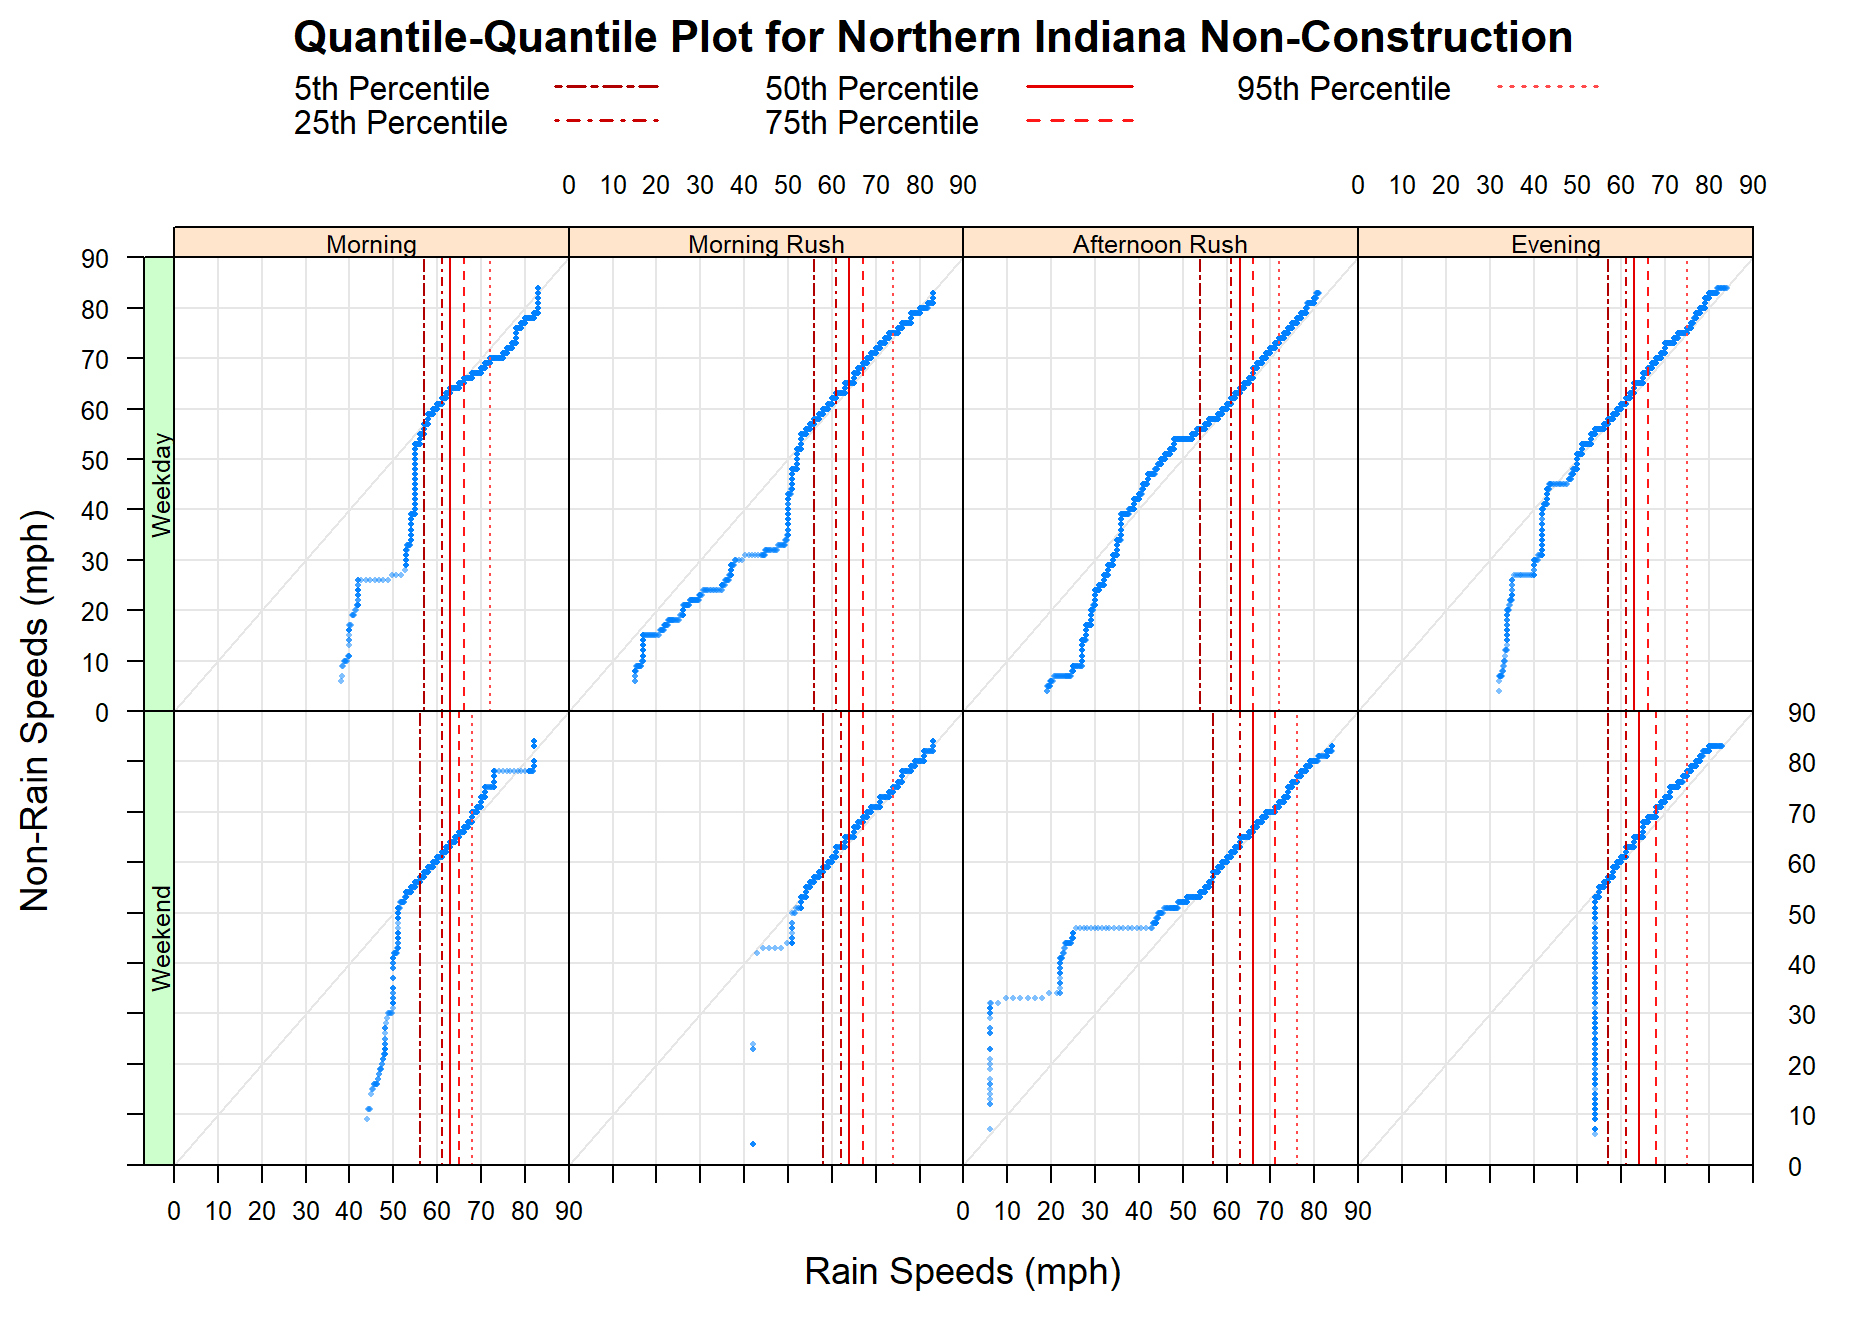 Quantile-Quantile Plot for Northern Indiana Non-Construction
5th Percentile 50th Percentile 95th Percentile
25th Percentile 75th Percentile
0 10 20 30 40 50 60 70 80 90 0 10 20 30 40 50 60 70 80 90
Morning Morning Rush Afternoon Rush Evening
90
80
70
60
50
40
30
20
10
0
Weekday
Non-Rain Speeds (mph)
Weekend
90
80
70
60
50
40
30
20
10
0
0 10 20 30 40 50 60 70 80 90 0 10 20 30 40 50 60 70 80 90
Rain Speeds (mph)